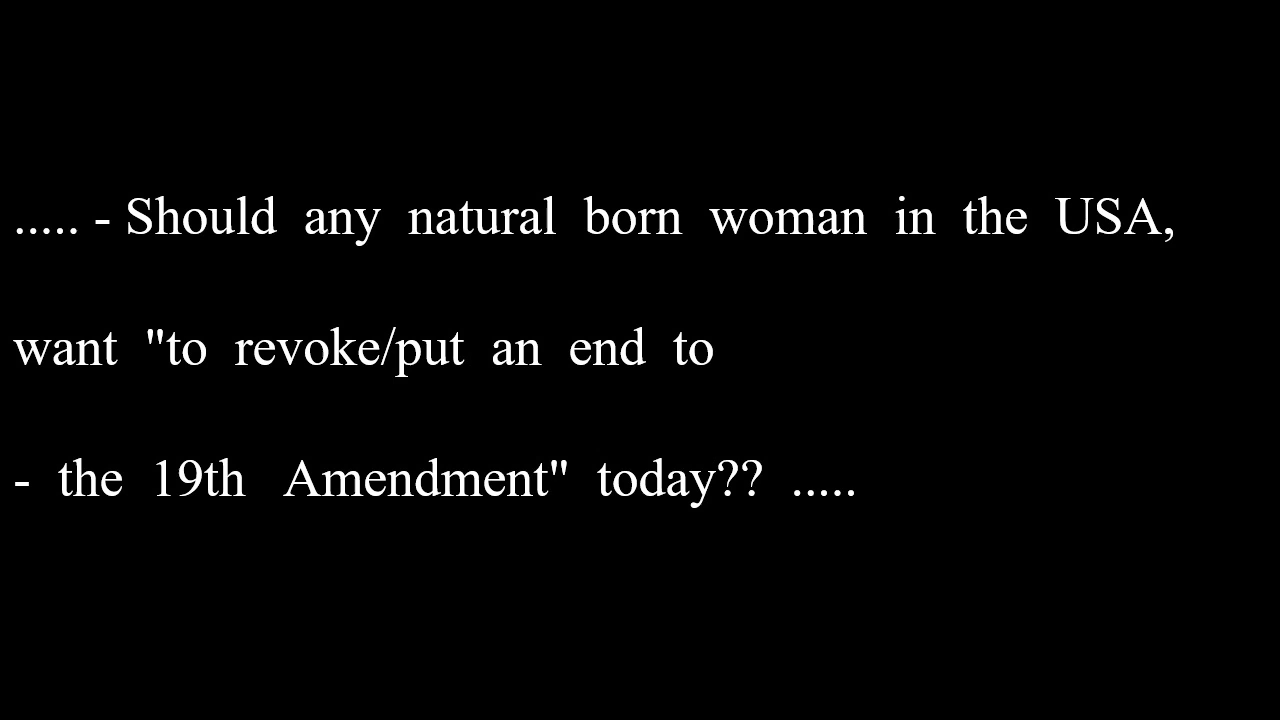 ..... - Should any natural born woman in the USA,
want "to revoke/put an end to
- the 19th Amendment" today?? .....